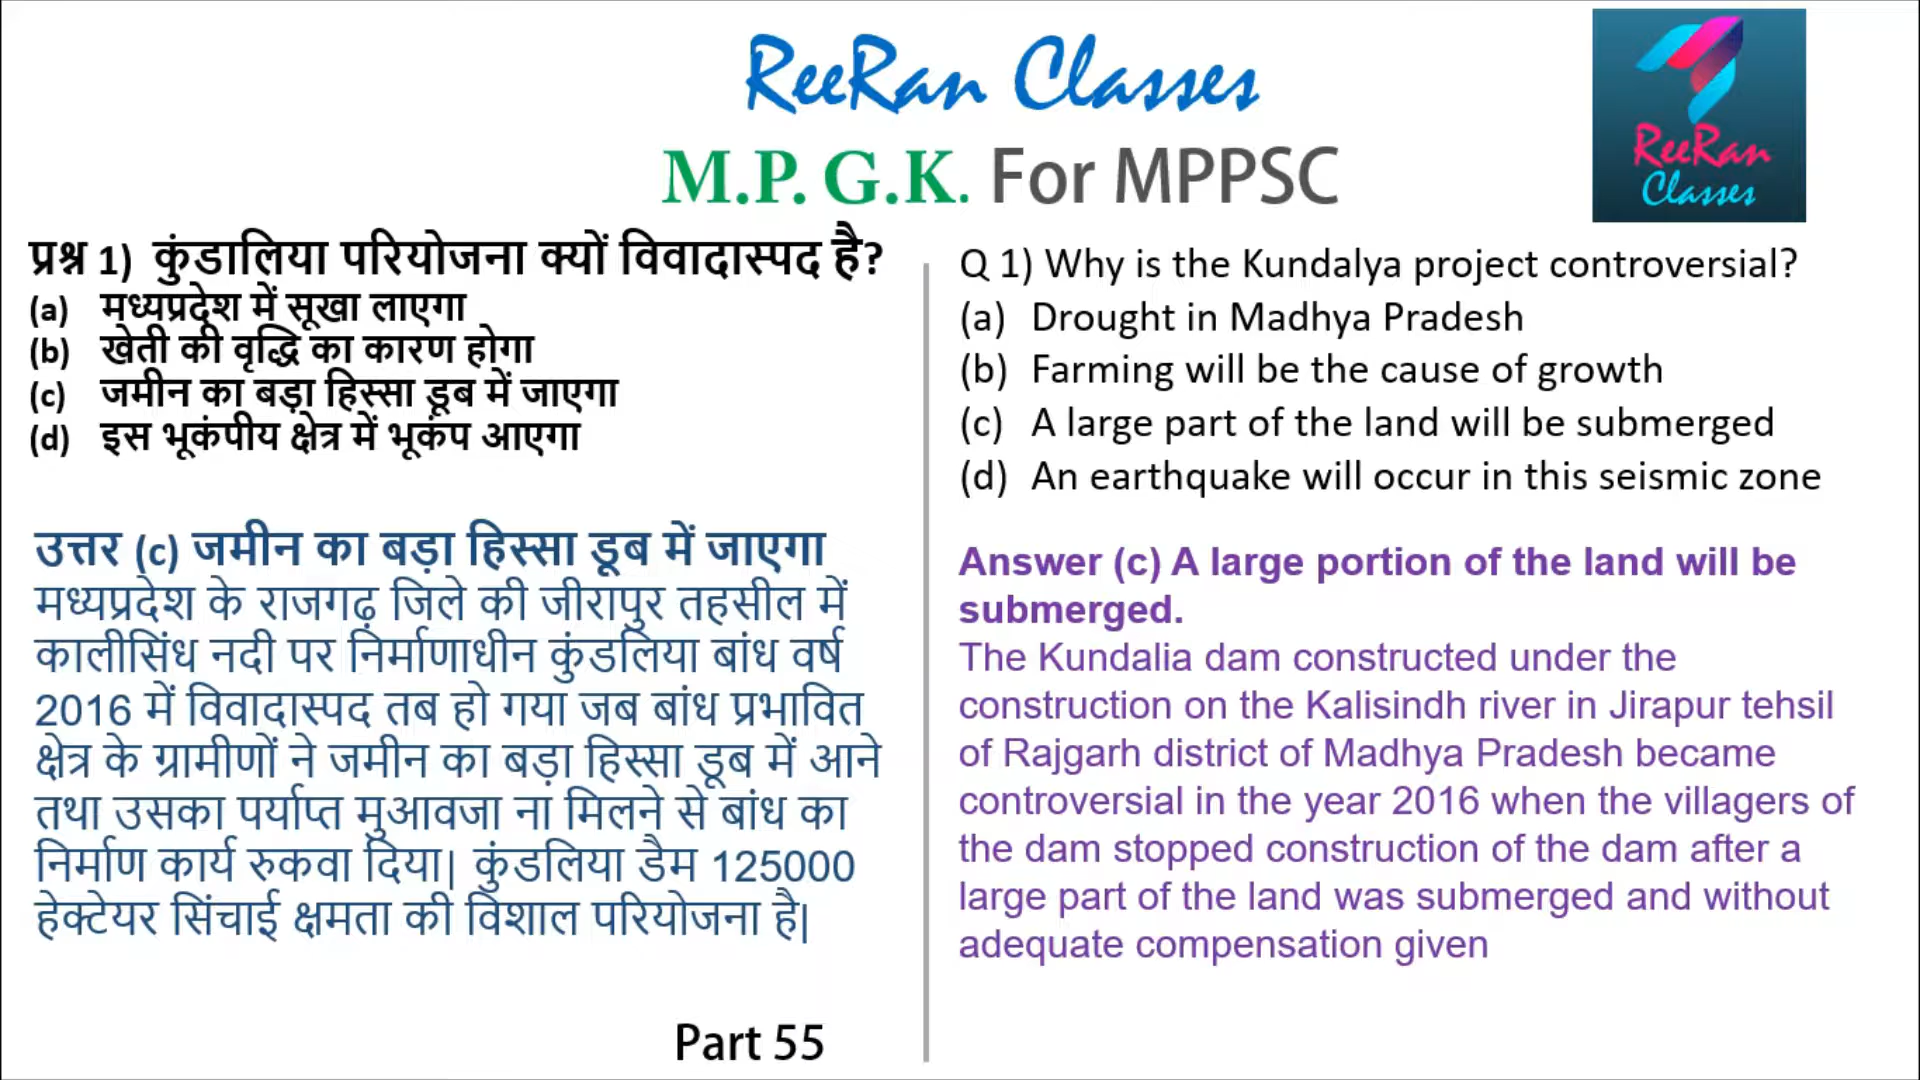 ReeRan Classes
M.P. G.K. For MPPSC
ReeRan
Classes
प्रश्न 1) कुंडालिया परियोजना क्यों विवादास्पद है?
(a) मध्यप्रदेश में सूखा लाएगा
(b) खेती की वृद्धि का कारण होगा
(c) जमीन का बड़ा हिस्सा डूब में जाएगा
(d) इस भूकंपीय क्षेत्र में भूकंप आएगा
उत्तर (c) जमीन का बड़ा हिस्सा डूब में जाएगा
मध्यप्रदेश के राजगढ़ जिले की जीरापुर तहसील में
कालीसिंध नदी पर निर्माणाधीन कुंडलिया बांध वर्ष
2016 में विवादास्पद तब हो गया जब बांध प्रभावित
क्षेत्र के ग्रामीणों ने जमीन का बड़ा हिस्सा डूब में आने
तथा उसका पर्याप्त मुआवजा ना मिलने से बांध का
निर्माण कार्य रुकवा दिया| कुंडलिया डैम 125000
हेक्टेयर सिंचाई क्षमता की विशाल परियोजना है|
Part 55
Q 1) Why is the Kundalya project controversial?
(a) Drought in Madhya Pradesh
(b) Farming will be the cause of growth
(c) A large part of the land will be submerged
(d) An earthquake will occur in this seismic zone
Answer (c) A large portion of the land will be
submerged.
The Kundalia dam constructed under the
construction on the Kalisindh river in Jirapur tehsil
of Rajgarh district of Madhya Pradesh became
controversial in the year 2016 when the villagers of
the dam stopped construction of the dam after a
large part of the land was submerged and without
adequate compensation given